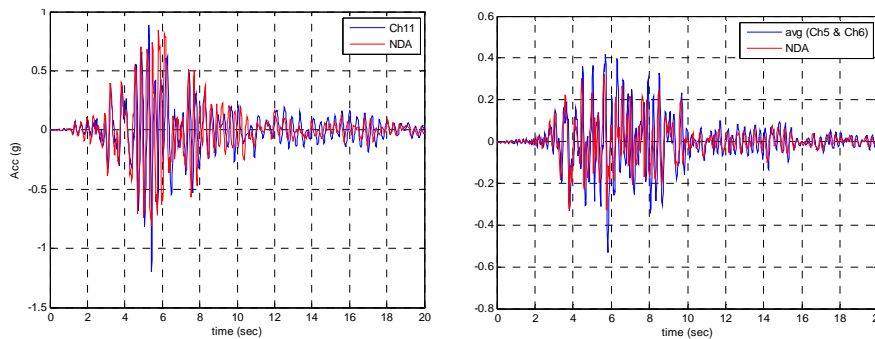 1
0.5
0
-0.5
-1
-1.5
Acc (g)
0 2 4 6 8 10 12 14 16 18 20
time (sec)
Ch11
NDA
0.6
0.4
0.2
0
-0.2
-0.4
-0.6
-0.8
0 2 4 6 8 10 12 14 16 18 20
time (sec)
avg (Ch5 & Ch6)
NDA